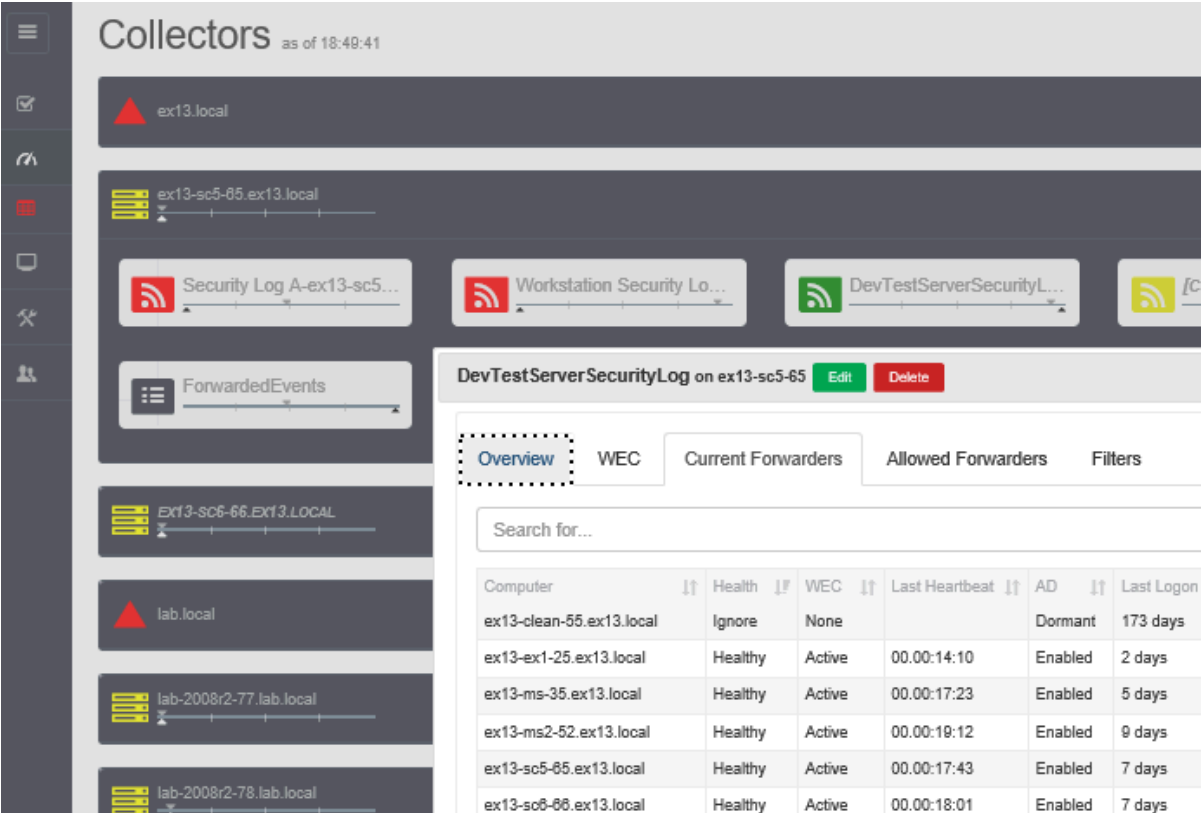 Collectors as of 18:49:41
ex13.local
ex13-sc5-65.ex13.local
Security Log A-ex13-sc5... Workstation Security Lo... DevTestServerSecurityL... [C
ForwardedEvents
DevTestServerSecurityLog on ex13-sc5-65 Edit Delete
Overview WEC Current Forwarders Allowed Forwarders Filters
EX13-SC6-66.EX13.LOCAL
Search for...
Computer Health WEC Last Heartbeat AD Last Logon
ex13-clean-55.ex13.local Ignore None Dormant 173 days
lab.local
ex13-ex1-25.ex13.local Healthy Active 00.00:14:10 Enabled 2 days
ex13-ms-35.ex13.local Healthy Active 00.00:17:23 Enabled 5 days
lab-2008r2-77.lab.local
ex13-ms2-52.ex13.local Healthy Active 00.00:19:12 Enabled 9 days
ex13-sc5-65.ex13.local Healthy Active 00.00:17:43 Enabled 7 days
lab-2008r2-78.lab.local
ex13-sc6-66.ex13.local Healthy Active 00.00:18:01 Enabled 7 days